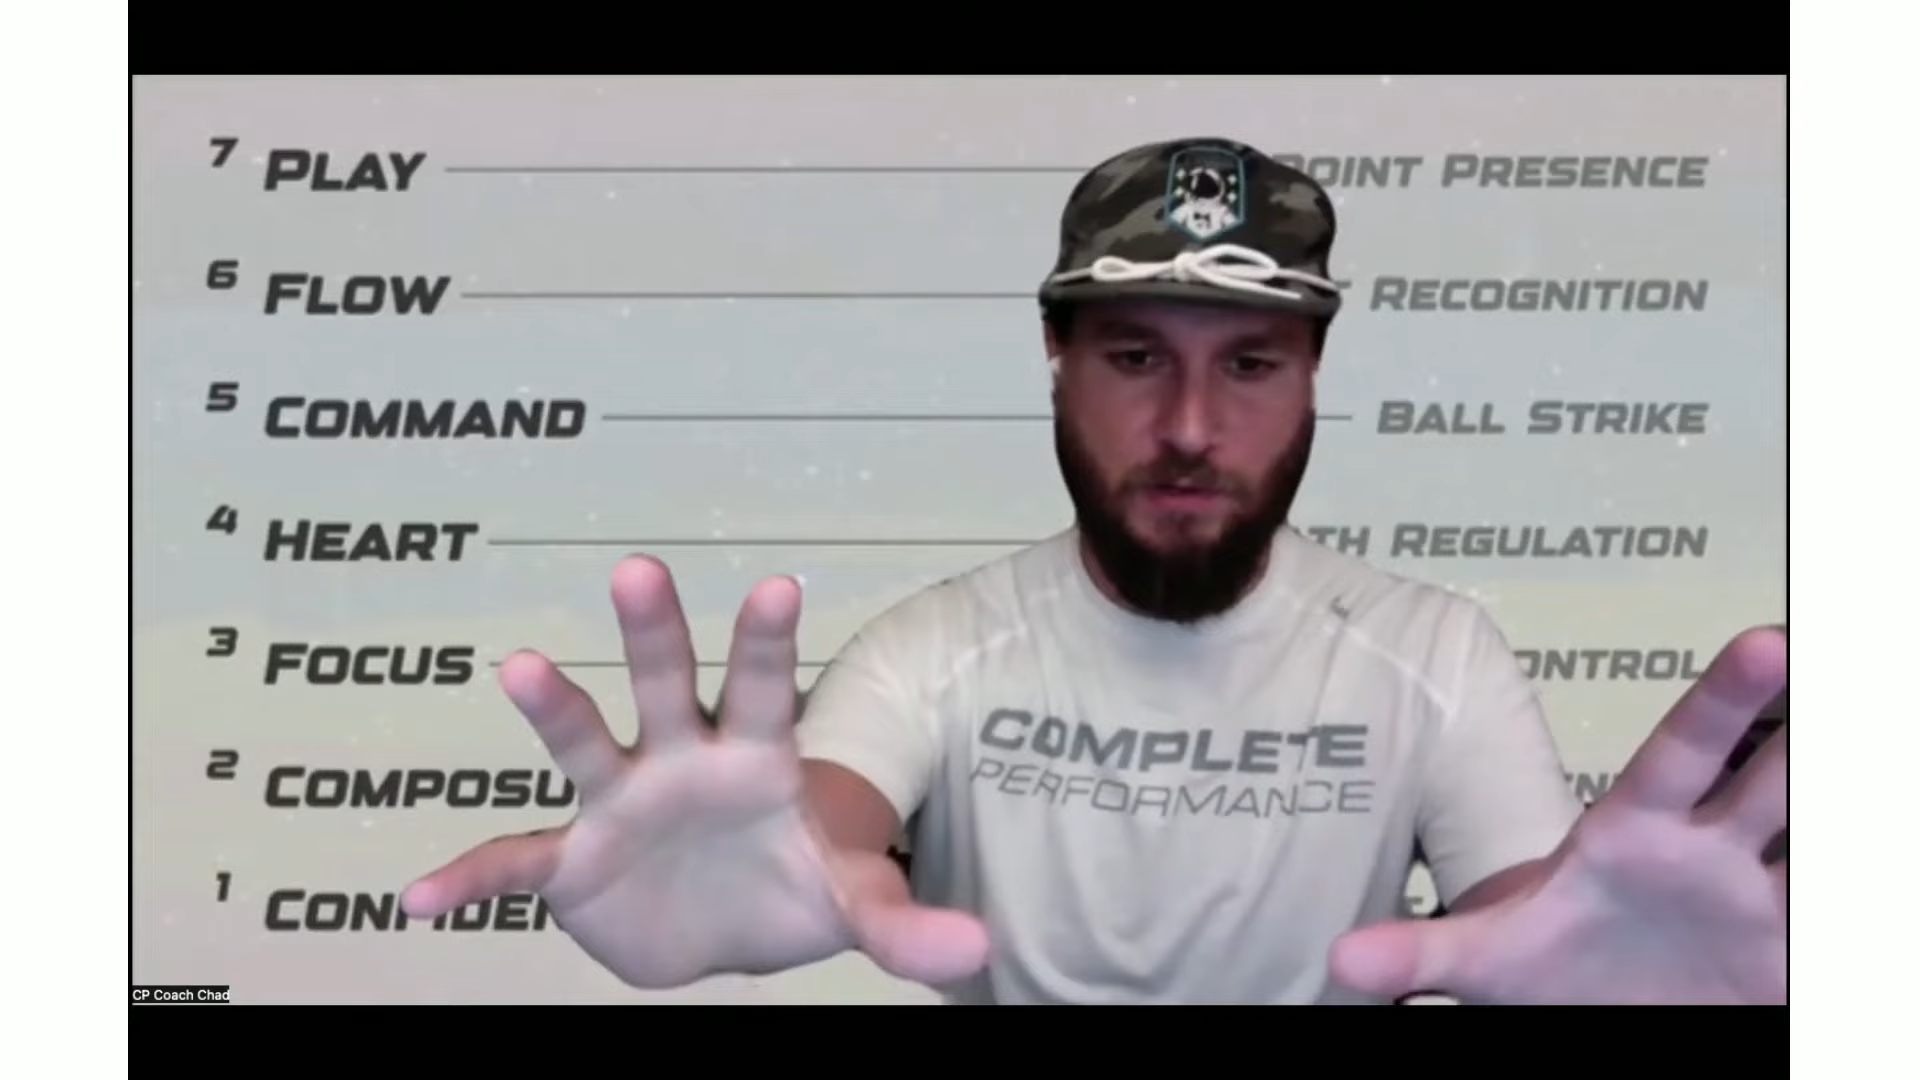 7 PLAY POINT PRESENCE
6 FLOW RECOGNITION
5 COMMAND BALL STRIKE
4 HEART REGULATION
3 FOCUS
2
1
COMPLETE
PERFORMANCE
CP Coach Chad